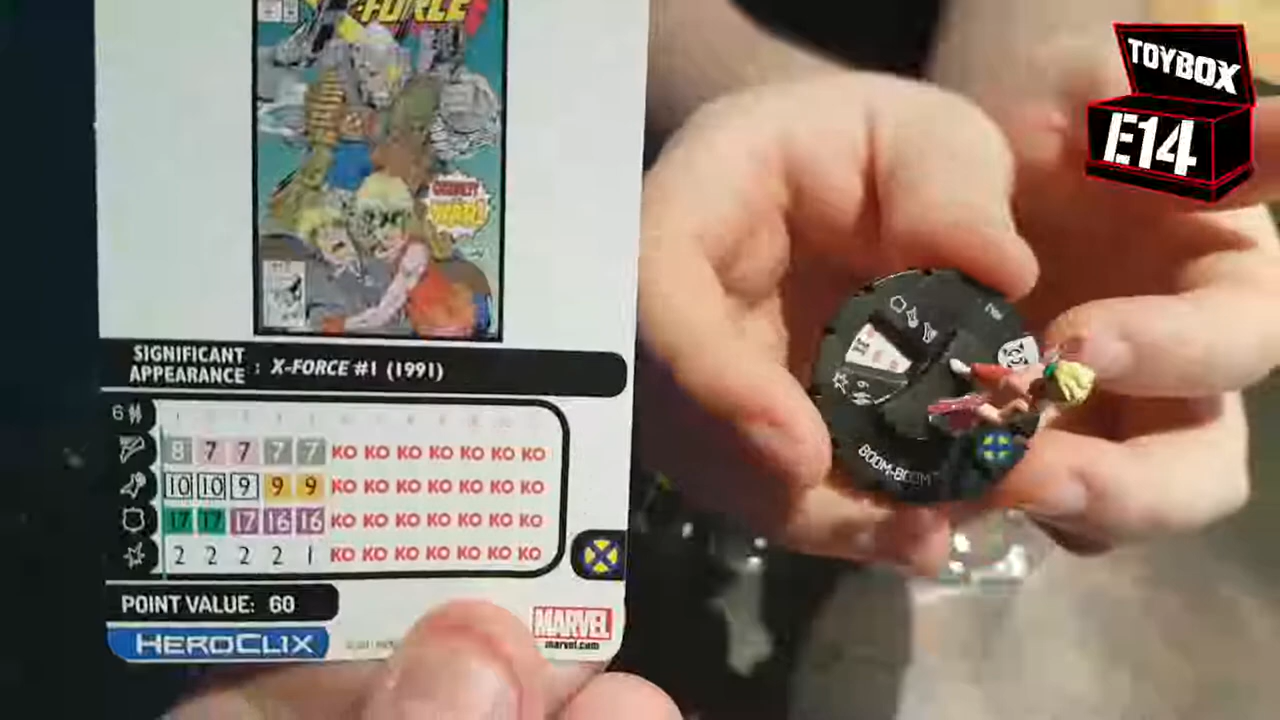 X-FORCE
TOYBOX
E14
SIGNIFICANT
APPEARANCE : X-FORCE #1 (1991)
6
8 7 7 7 7 KO KO KO KO KO KO KO
10 10 9 9 9 KO KO KO KO KO KO KO
17 17 17 16 16 KO KO KO KO KO KO KO
2 2 2 2 1 KO KO KO KO KO KO KO
POINT VALUE: 60
HEROCLIX
MARVEL
marvel.com
BOOM-BOOM